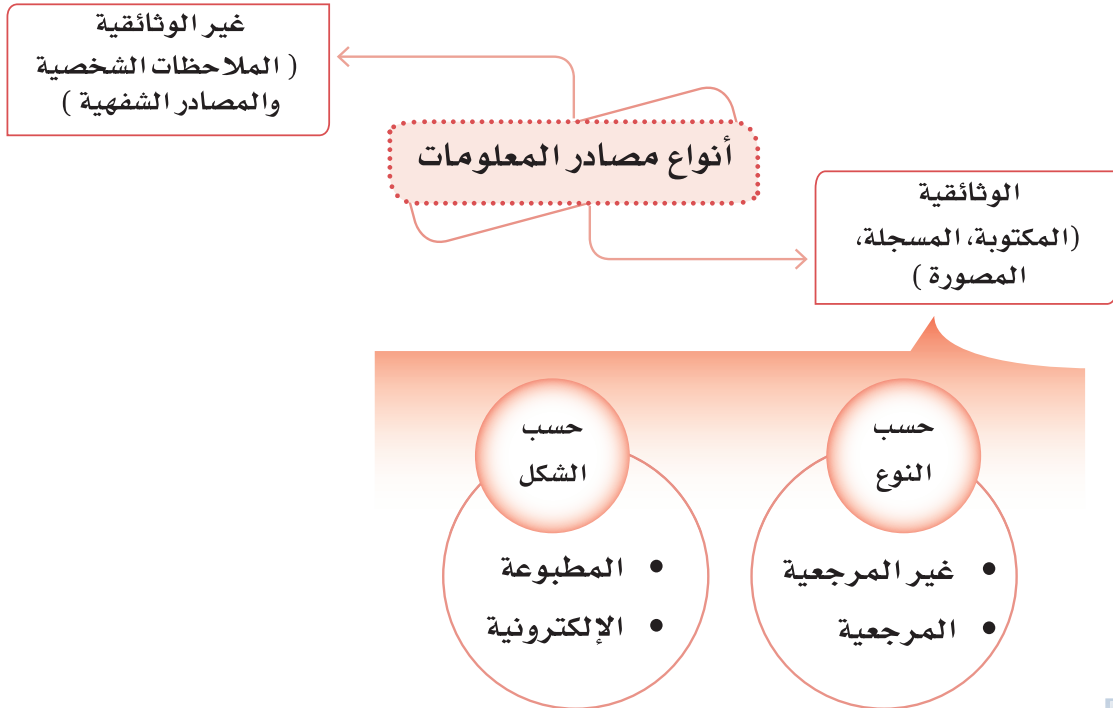 أنواع مصادر المعلومات
غير الوثائقية
( الملاحظات الشخصية
والمصادر الشفهية )
الوثائقية
(المكتوبة، المسجلة،
المصورة )
حسب
النوع
• غير المرجعية
• المرجعية
حسب
الشكل
• المطبوعة
• الإلكترونية